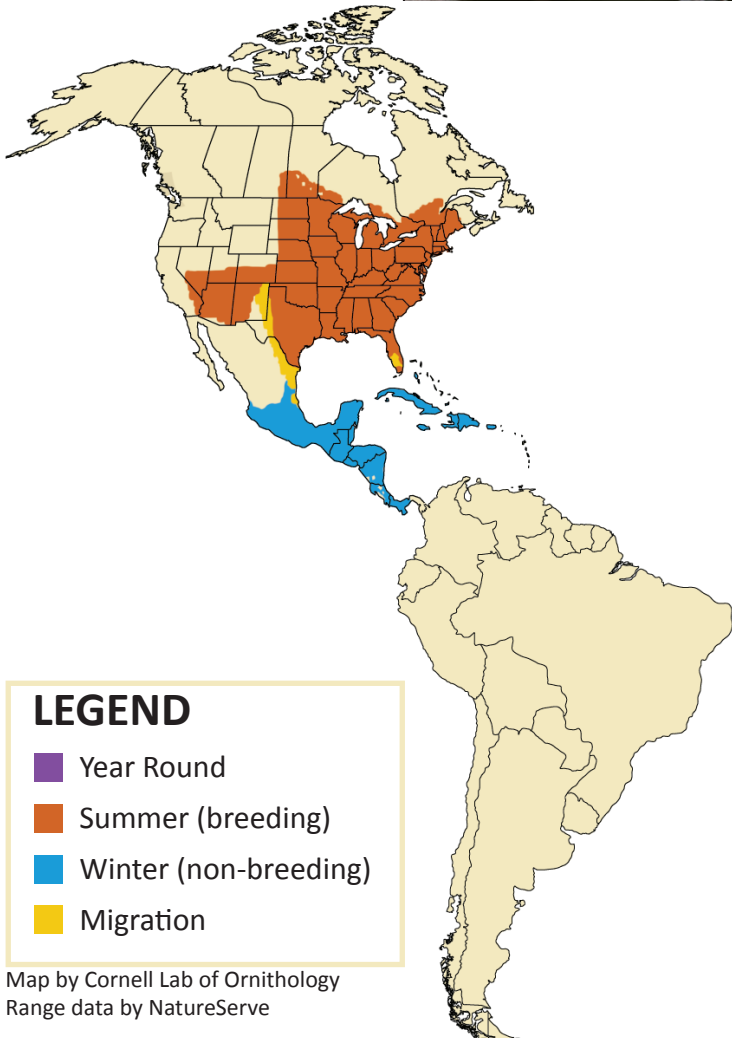 LEGEND
Year Round
Summer (breeding)
Winter (non-breeding)
Migration
Map by Cornell Lab of Ornithology
Range data by NatureServe